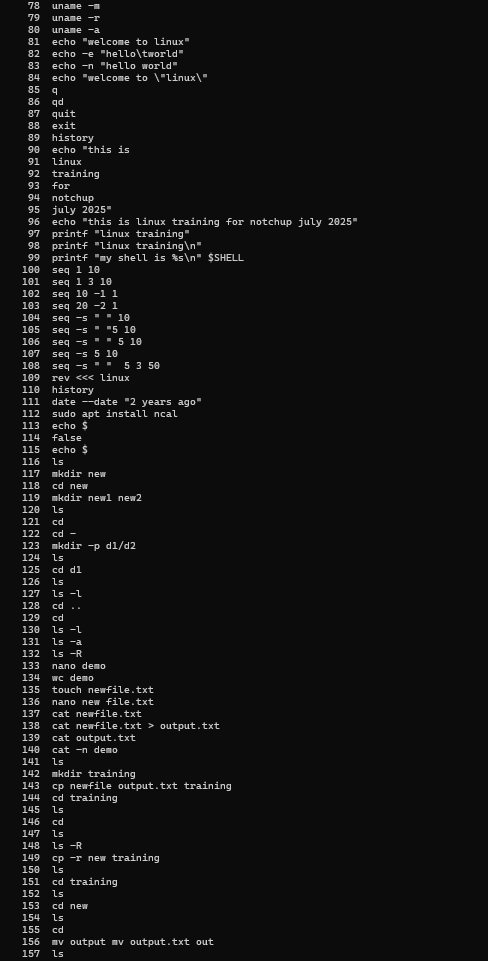 78 uname -m
79 uname -r
80 uname -a
81 echo "welcome to linux"
82 echo -e "hello\tworld"
83 echo -n "hello world"
84 echo "welcome to \"linux\"
85 q
86 qd
87 quit
88 exit
89 history
90 echo "this is
91 linux
92 training
93 for
94 notchup
95 july 2025"
96 echo "this is linux training for notchup july 2025"
97 printf "linux training"
98 printf "linux training\n"
99 printf "my shell is %s\n" $SHELL
100 seq 1 10
101 seq 1 3 10
102 seq 10 -1 1
103 seq 20 -2 1
104 seq -s " " 10
105 seq -s " "5 10
106 seq -s " " 5 10
107 seq -s 5 10
108 seq -s " "  5 3 50
109 rev <<< linux
110 history
111 date --date "2 years ago"
112 sudo apt install ncal
113 echo $
114 false
115 echo $
116 ls
117 mkdir new
118 cd new
119 mkdir new1 new2
120 ls
121 cd
122 cd -
123 mkdir -p d1/d2
124 ls
125 cd d1
126 ls
127 ls -l
128 cd ..
129 cd
130 ls -l
131 ls -a
132 ls -R
133 nano demo
134 wc demo
135 touch newfile.txt
136 nano new file.txt
137 cat newfile.txt
138 cat newfile.txt > output.txt
139 cat output.txt
140 cat -n demo
141 ls
142 mkdir training
143 cp newfile output.txt training
144 cd training
145 ls
146 cd
147 ls
148 ls -R
149 cp -r new training
150 ls
151 cd training
152 ls
153 cd new
154 ls
155 cd
156 mv output mv output.txt out
157 ls